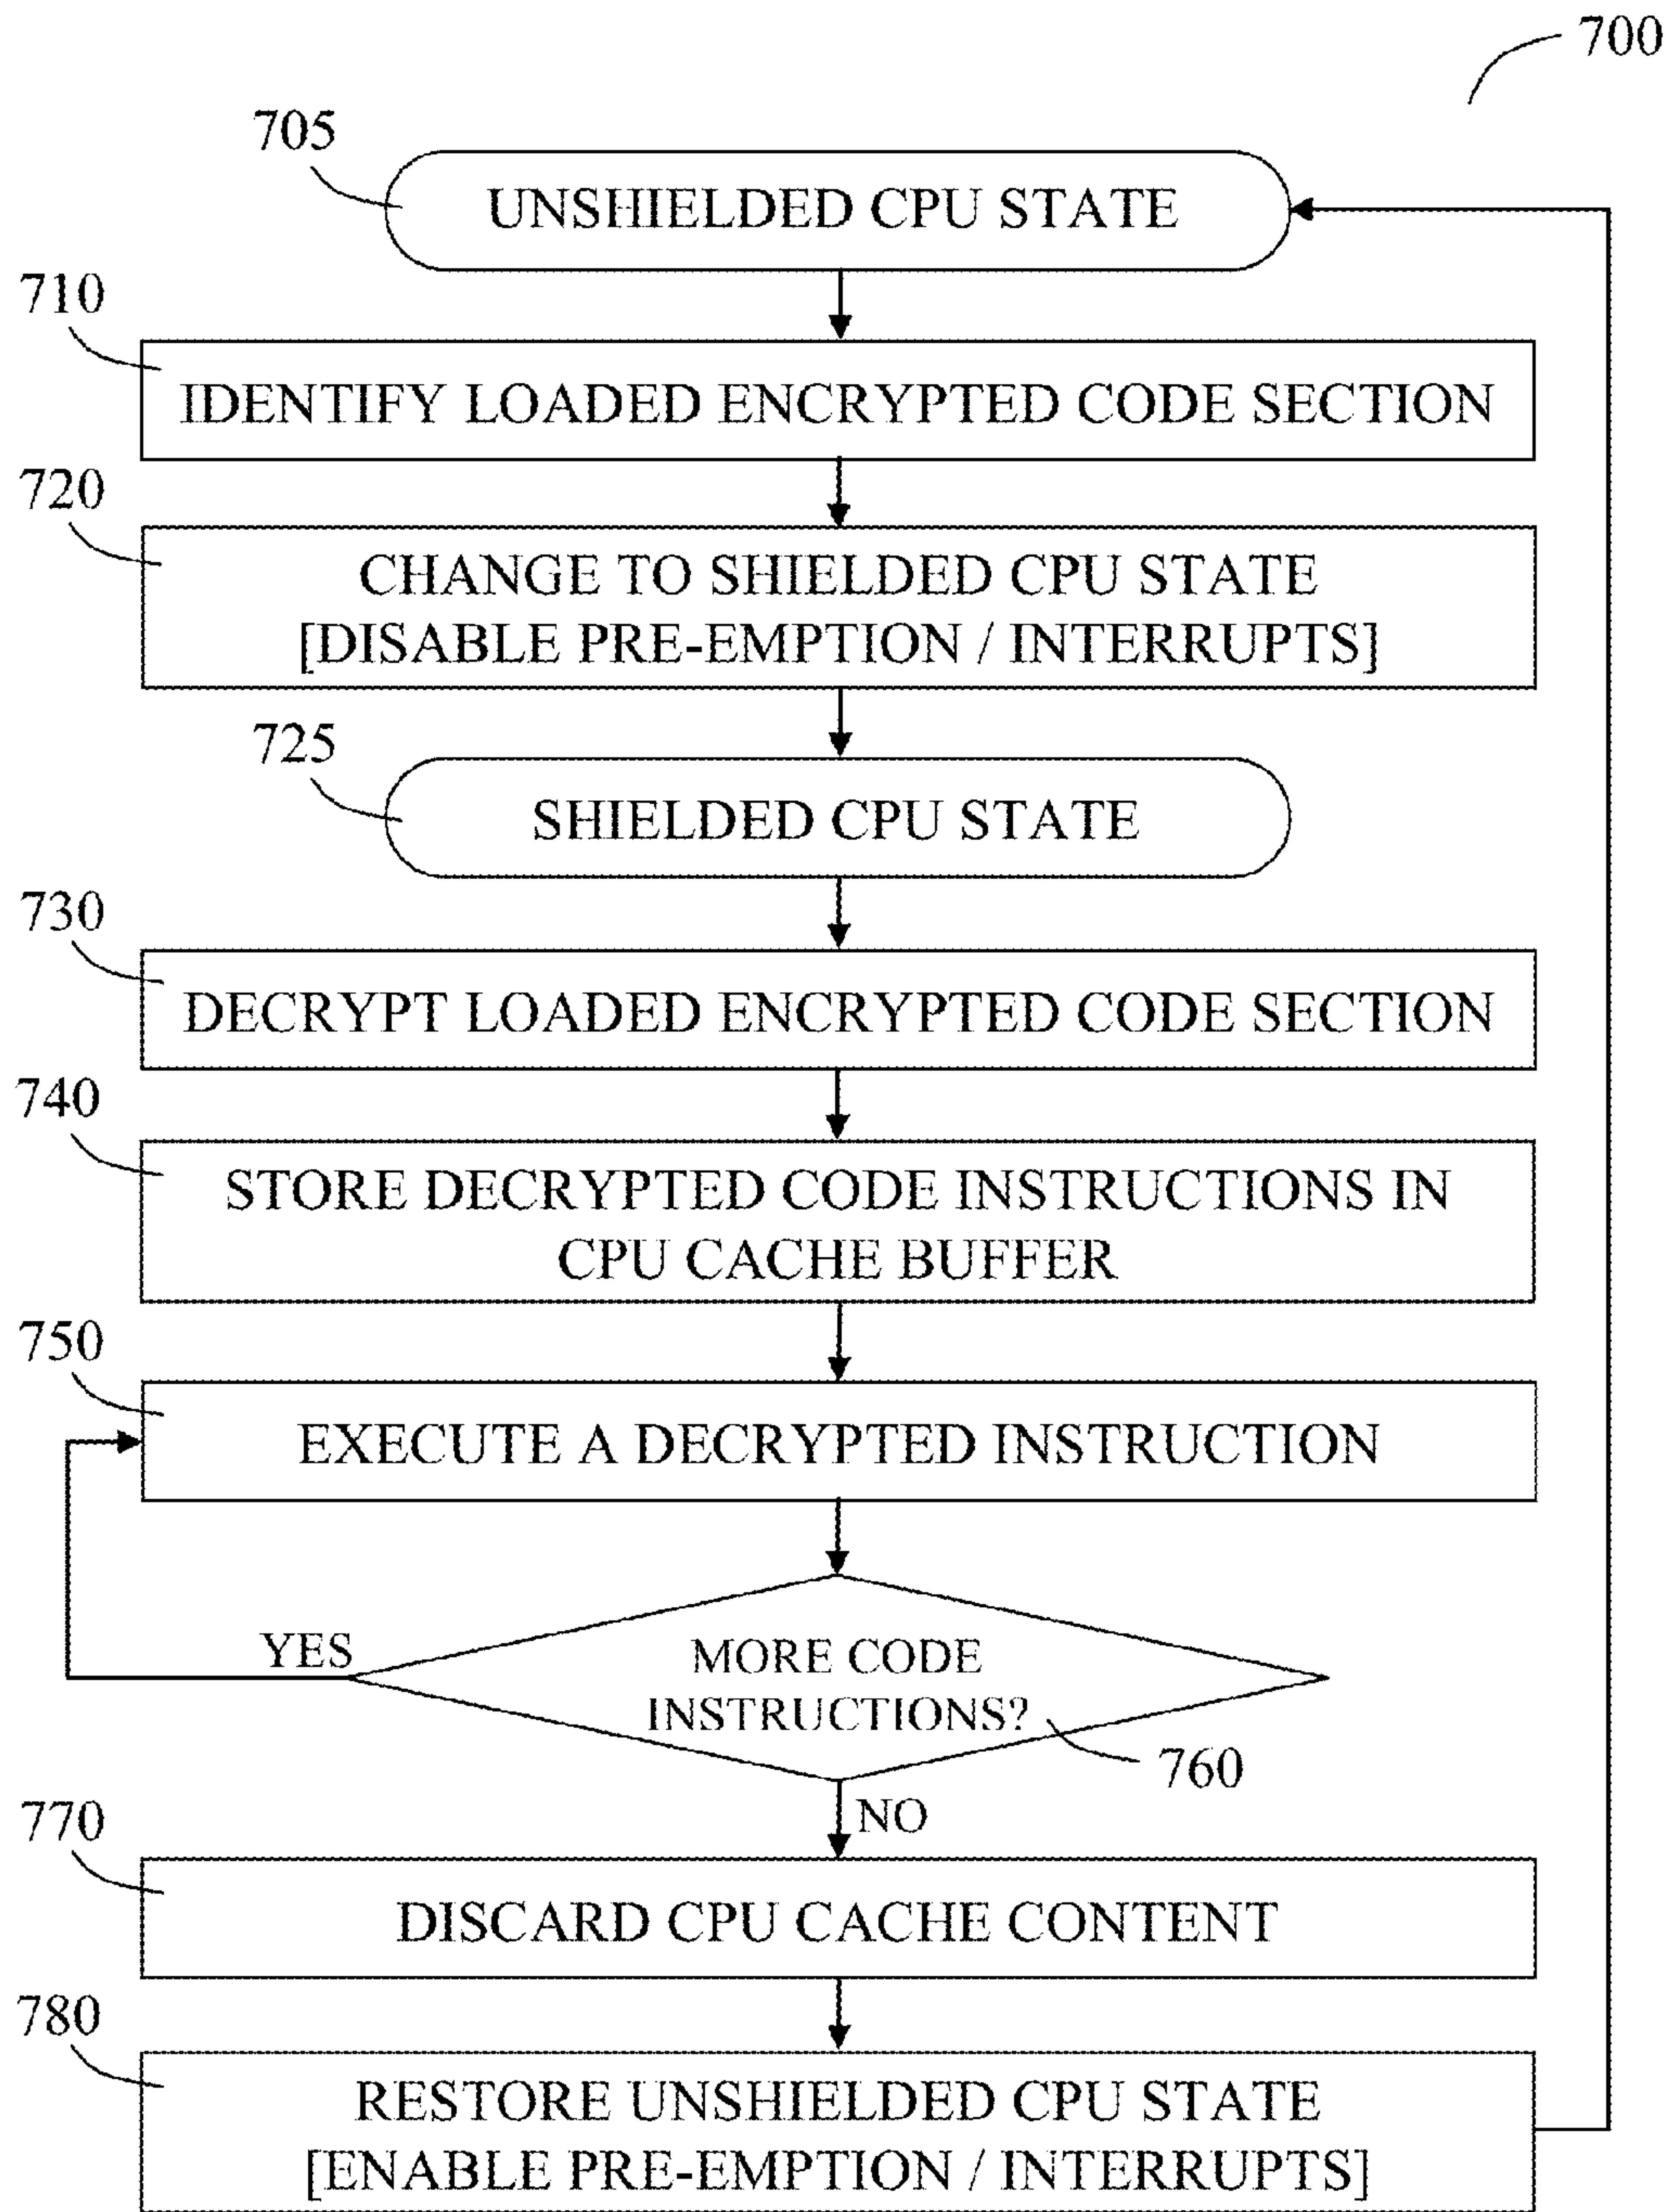 700
705
UNSHIELDED CPU STATE
710
IDENTIFY LOADED ENCRYPTED CODE SECTION
720
CHANGE TO SHIELDED CPU STATE
[DISABLE PRE-EMPTION / INTERRUPTS]
725
SHIELDED CPU STATE
730
DECRYPT LOADED ENCRYPTED CODE SECTION
740
STORE DECRYPTED CODE INSTRUCTIONS IN
CPU CACHE BUFFER
750
EXECUTE A DECRYPTED INSTRUCTION
YES
MORE CODE
INSTRUCTIONS?
760
NO
770
DISCARD CPU CACHE CONTENT
780
RESTORE UNSHIELDED CPU STATE
[ENABLE PRE-EMPTION / INTERRUPTS]